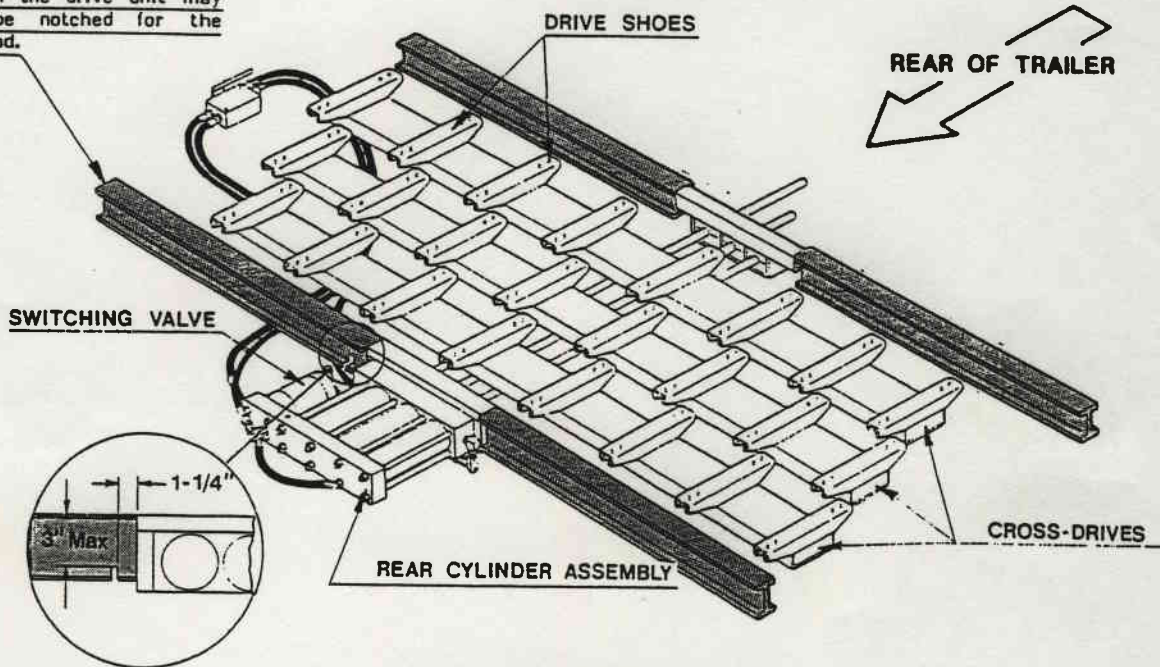 the drive unit may
be notched for the
DRIVE SHOES
REAR OF TRAILER
SWITCHING VALVE
1-1/4"
3" Max
CROSS-DRIVES
REAR CYLINDER ASSEMBLY